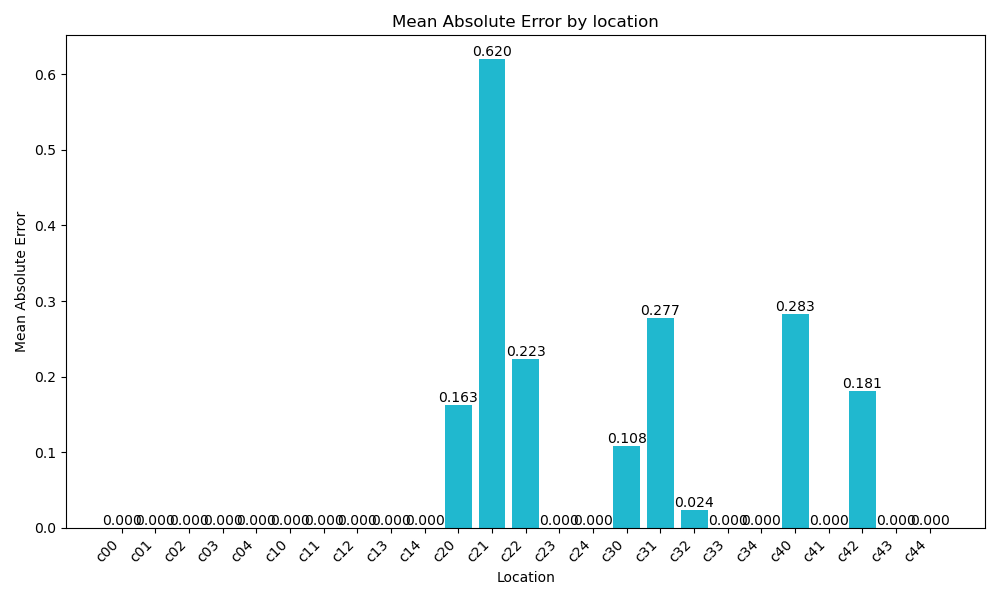 Mean Absolute Error by location
Mean Absolute Error
0.6
0.5
0.4
0.3
0.2
0.1
0.0
0.000 0.000 0.000 0.000 0.000 0.000 0.000 0.000 0.000 0.000 0.163 0.620 0.223 0.000 0.000 0.108 0.277 0.024 0.000 0.000 0.283 0.000 0.181 0.000 0.000
c00 c01 c02 c03 c04 c10 c11 c12 c13 c14 c20 c21 c22 c23 c24 c30 c31 c32 c33 c34 c40 c41 c42 c43 c44
Location